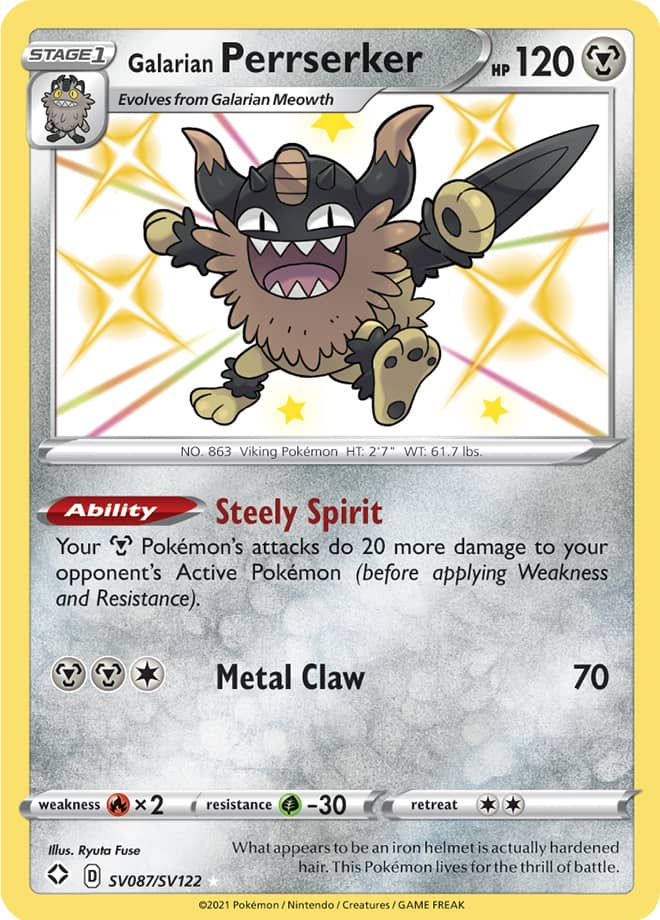 STAGE 1
Galarian Perrserker HP 120
Evolves from Galarian Meowth
NO. 863 Viking Pokémon HT: 2'7" WT: 61.7 lbs.
Ability Steely Spirit
Your Pokémon's attacks do 20 more damage to your
opponent's Active Pokémon (before applying Weakness
and Resistance).
Metal Claw 70
weakness ×2 resistance -30 retreat
Illus. Ryuta Fuse
What appears to be an iron helmet is actually hardened
hair. This Pokémon lives for the thrill of battle.
D SV087/SV122
©2021 Pokémon / Nintendo / Creatures / GAME FREAK